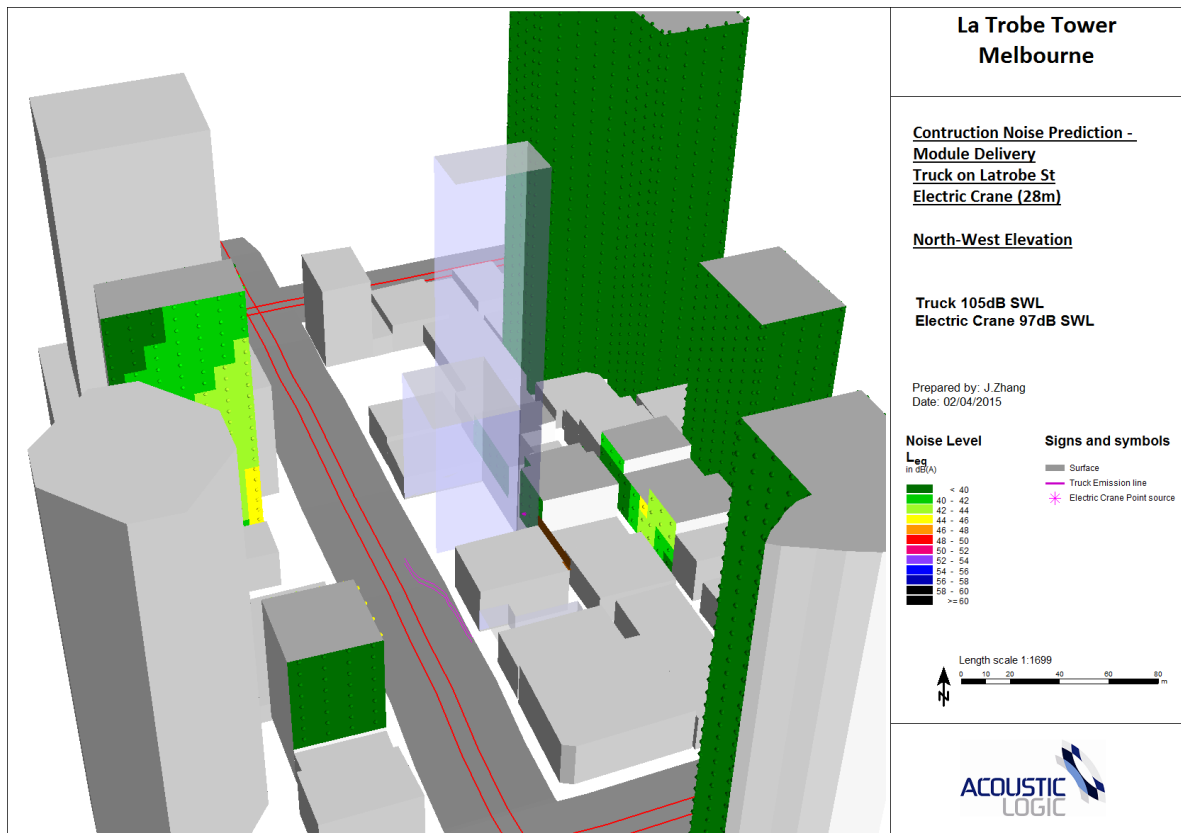 La Trobe Tower
Melbourne
Contruction Noise Prediction -
Module Delivery
Truck on Latrobe St
Electric Crane (28m)
North-West Elevation
Truck 105dB SWL
Electric Crane 97dB SWL
Prepared by: J.Zhang
Date: 02/04/2015
Noise Level
Leq
in dB(A)
< 40
40 - 42
42 - 44
44 - 46
46 - 48
48 - 50
50 - 52
52 - 54
54 - 56
56 - 58
58 - 60
>= 60
Signs and symbols
Surface
Truck Emission line
Electric Crane Point source
Length scale 1:1699
0 10 20 40 60 80
m
N
ACOUSTIC
LOGIC